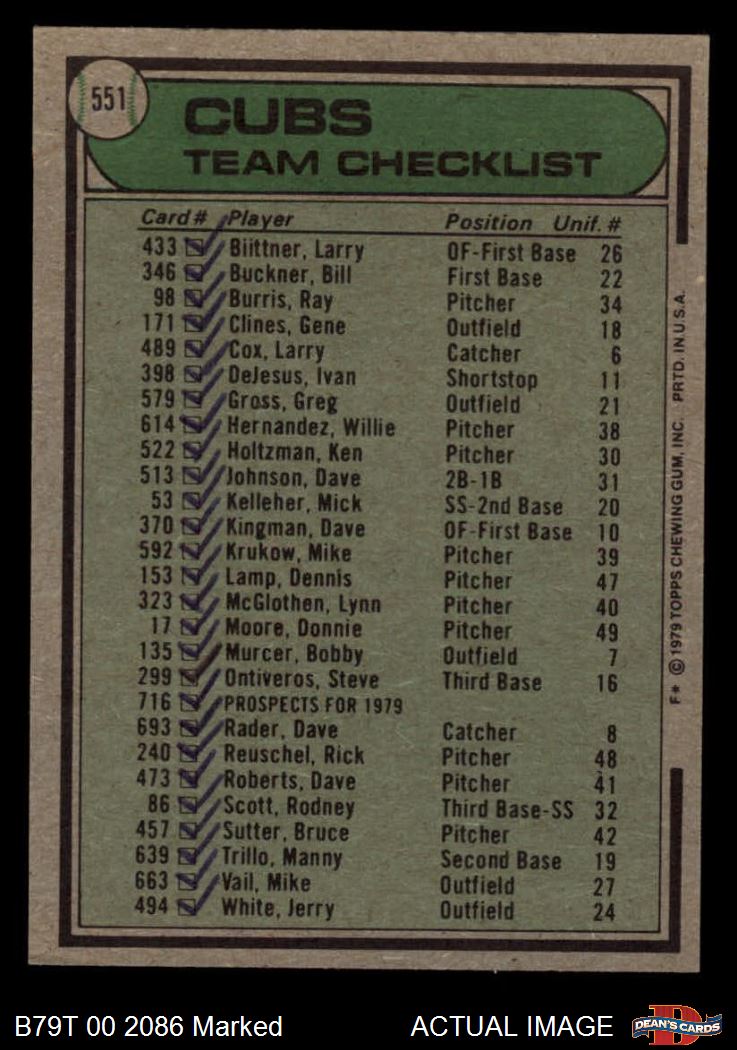 551
CUBS
TEAM CHECKLIST
Card# Player Position Unif. #
433 Biittner, Larry OF-First Base 26
346 Buckner, Bill First Base 22
98 Burris, Ray Pitcher 34
171 Clines, Gene Outfield 18
489 Cox, Larry Catcher 6
398 DeJesus, Ivan Shortstop 11
579 Gross, Greg Outfield 21
614 Hernandez, Willie Pitcher 38
522 Holtzman, Ken Pitcher 30
513 Johnson, Dave 2B-1B 31
53 Kelleher, Mick SS-2nd Base 20
370 Kingman, Dave OF-First Base 10
592 Krukow, Mike Pitcher 39
153 Lamp, Dennis Pitcher 47
323 McGlothen, Lynn Pitcher 40
17 Moore, Donnie Pitcher 49
135 Murcer, Bobby Outfield 7
299 Ontiveros, Steve Third Base 16
716 PROSPECTS FOR 1979
693 Rader, Dave Catcher 8
240 Reuschel, Rick Pitcher 48
473 Roberts, Dave Pitcher 41
86 Scott, Rodney Third Base-SS 32
457 Sutter, Bruce Pitcher 42
639 Trillo, Manny Second Base 19
663 Vail, Mike Outfield 27
494 White, Jerry Outfield 24
F* © 1979 TOPPS CHEWING GUM, INC. PRTD. IN U.S.A.
B79T 00 2086 Marked ACTUAL IMAGE
DEAN'S CARDS